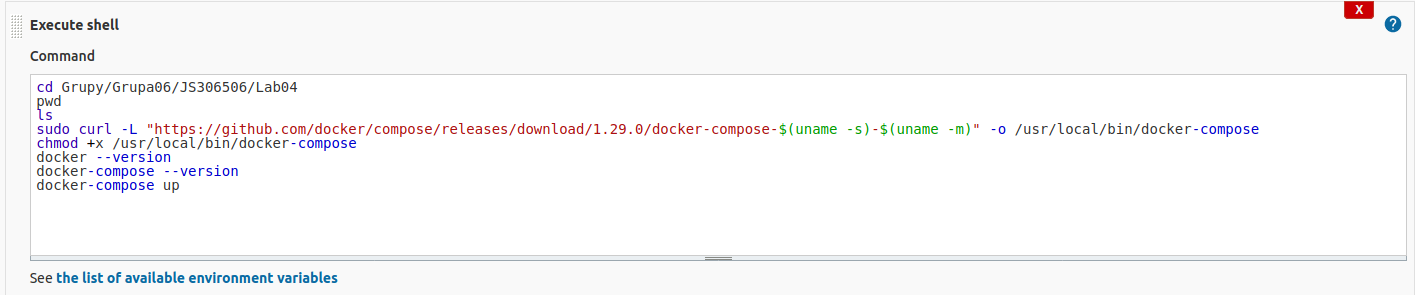 X
Execute shell
?
Command
cd Grupy/Grupa06/JS306506/Lab04
pwd
ls
sudo curl -L "https://github.com/docker/compose/releases/download/1.29.0/docker-compose-$(uname -s)-$(uname -m)" -o /usr/local/bin/docker-compose
chmod +x /usr/local/bin/docker-compose
docker --version
docker-compose --version
docker-compose up
See the list of available environment variables